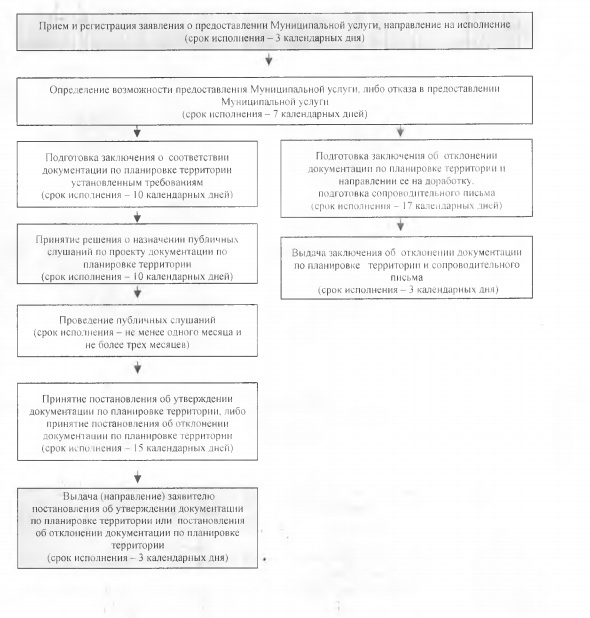 Прием и регистрация заявления о предоставлении Муниципальной услуги, направление на исполнение
(срок исполнения – 3 календарных дня)
Определение возможности предоставления Муниципальной услуги, либо отказа в предоставлении
Муниципальной услуги
(срок исполнения – 7 календарных дней)
Подготовка заключения о соответствии
документации по планировке территории
установленным требованиям
(срок исполнения – 10 календарных дней)
Принятие решения о назначении публичных
слушаний по проекту документации по
планировке территории
(срок исполнения – 10 календарных дней)
Проведение публичных слушаний
(срок исполнения – не менее одного месяца и
не более трех месяцев)
Принятие постановления об утверждении
документации по планировке территории, либо
принятие постановления об отклонении
документации по планировке территории
(срок исполнения – 15 календарных дней)
Выдача (направление) заявителю
постановления об утверждении документации
по планировке территории или постановления
об отклонении документации по планировке
территории
(срок исполнения – 3 календарных дня)
Подготовка заключения об отклонении
документации по планировке территории и
направлении ее на доработку,
подготовка сопроводительного письма
(срок исполнения – 17 календарных дней)
Выдача заключения об отклонении документации
по планировке территории и сопроводительного
письма
(срок исполнения – 3 календарных дня)